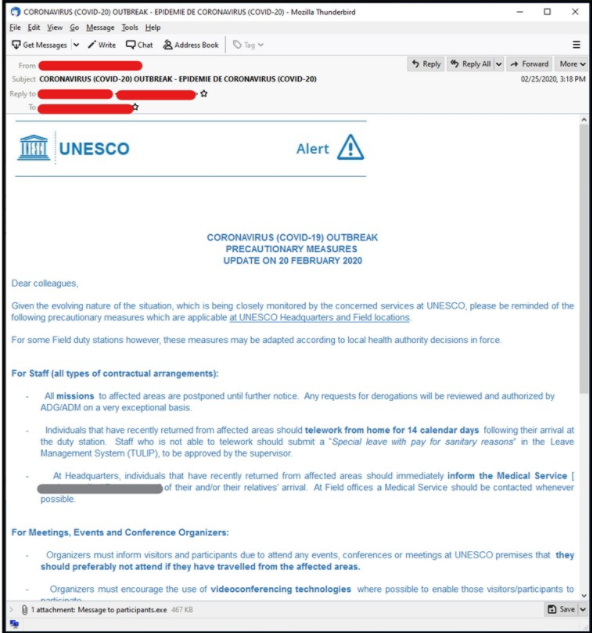 CORONAVIRUS (COVID-20) OUTBREAK - EPIDEMIE DE CORONAVIRUS (COVID-20) - Mozilla Thunderbird
File Edit View Go Message Tools Help
Get Messages Write Chat Address Book Tag
From Reply Reply All Forward More
Subject CORONAVIRUS (COVID-20) OUTBREAK - EPIDEMIE DE CORONAVIRUS (COVID-20) 02/25/2020, 3:18 PM
Reply to
To
UNESCO Alert
CORONAVIRUS (COVID-19) OUTBREAK
PRECAUTIONARY MEASURES
UPDATE ON 20 FEBRUARY 2020
Dear colleagues,
Given the evolving nature of the situation, which is being closely monitored by the concerned services at UNESCO, please be reminded of the
following precautionary measures which are applicable at UNESCO Headquarters and Field locations.
For some Field duty stations however, these measures may be adapted according to local health authority decisions in force.
For Staff (all types of contractual arrangements):
- All missions to affected areas are postponed until further notice. Any requests for derogations will be reviewed and authorized by
ADG/ADM on a very exceptional basis.
- Individuals that have recently returned from affected areas should telework from home for 14 calendar days following their arrival at
the duty station. Staff who is not able to telework should submit a "Special leave with pay for sanitary reasons" in the Leave
Management System (TULIP), to be approved by the supervisor.
- At Headquarters, individuals that have recently returned from affected areas should immediately inform the Medical Service [
of their and/or their relatives' arrival. At Field offices a Medical Service should be contacted whenever
possible.
For Meetings, Events and Conference Organizers:
- Organizers must inform visitors and participants due to attend any events, conferences or meetings at UNESCO premises that they
should preferably not attend if they have travelled from the affected areas.
- Organizers must encourage the use of videoconferencing technologies where possible to enable those visitors/participants to
participate
1 attachment: Message to participants.exe 467 KB Save